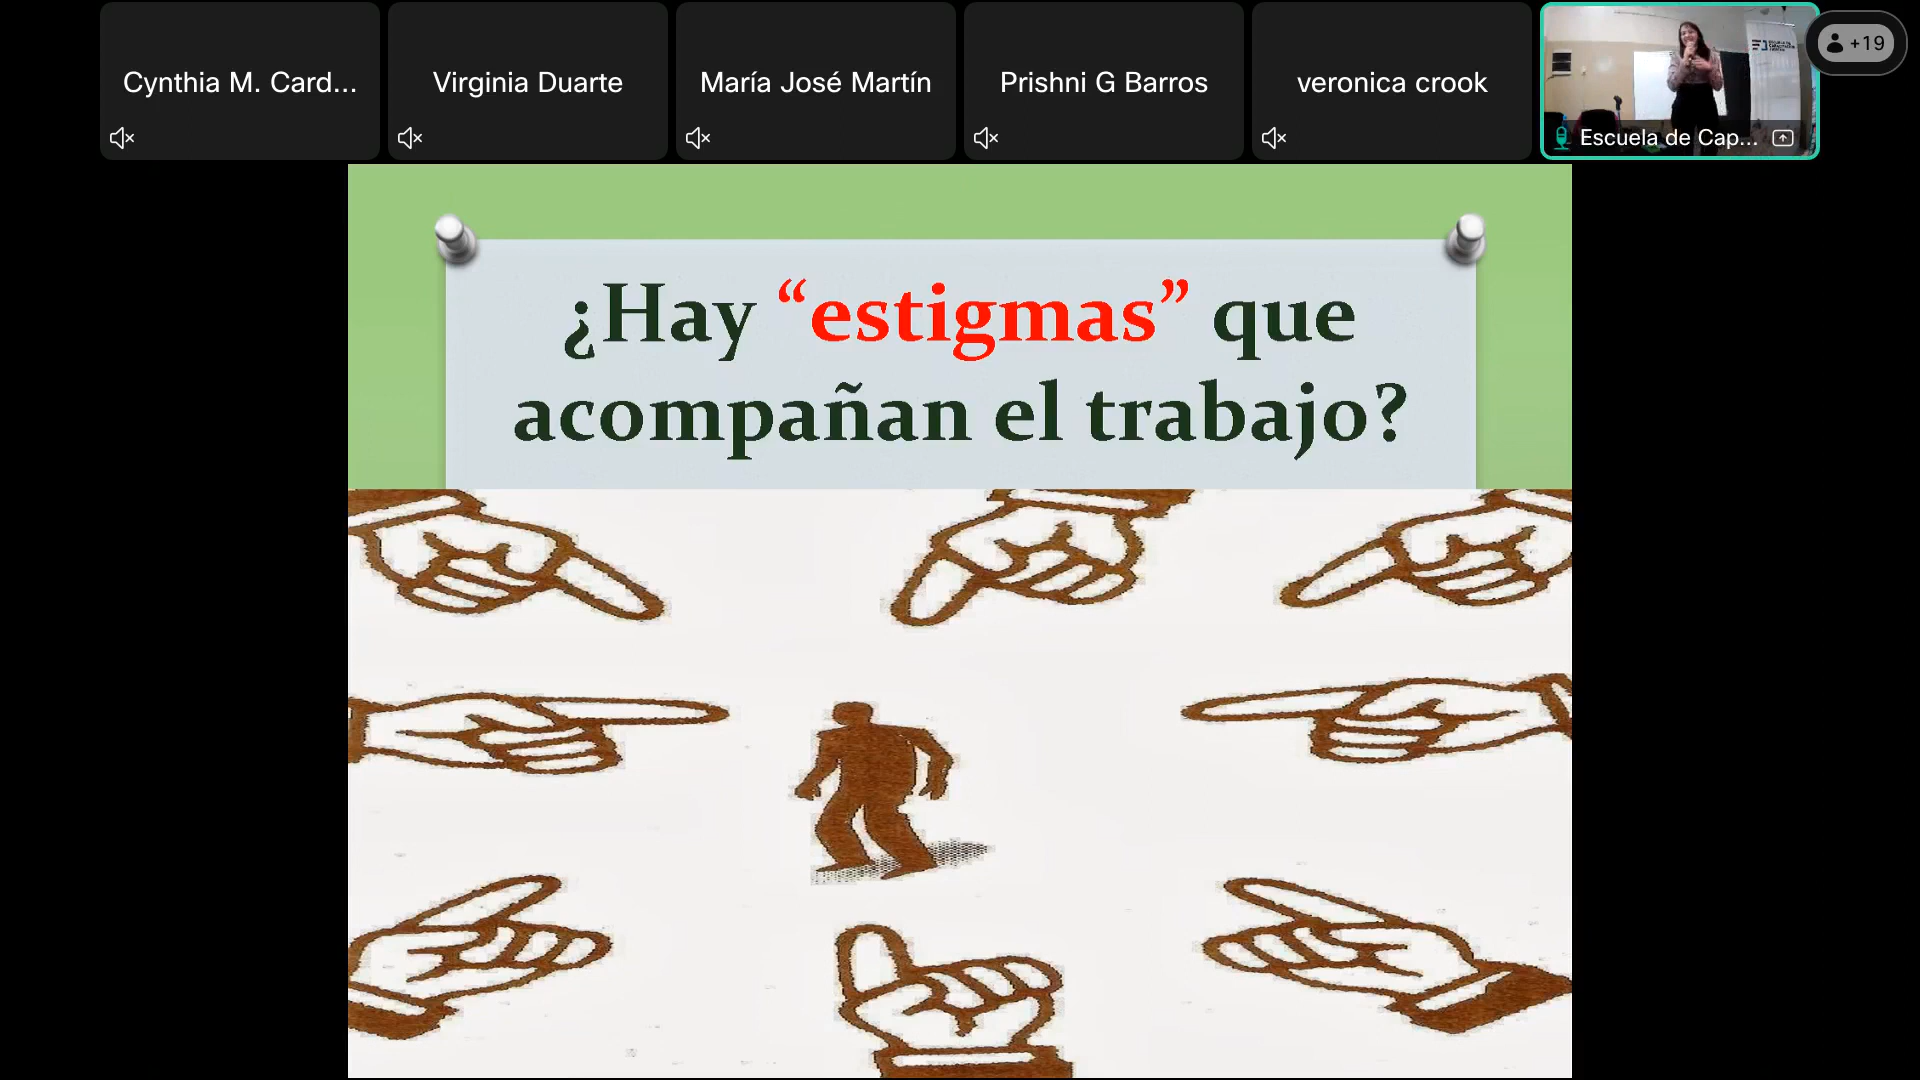 Cynthia M. Card...
Virginia Duarte
María José Martín
Prishni G Barros
veronica crook
Escuela de Cap...
+19
¿Hay “estigmas” que
acompañan el trabajo?